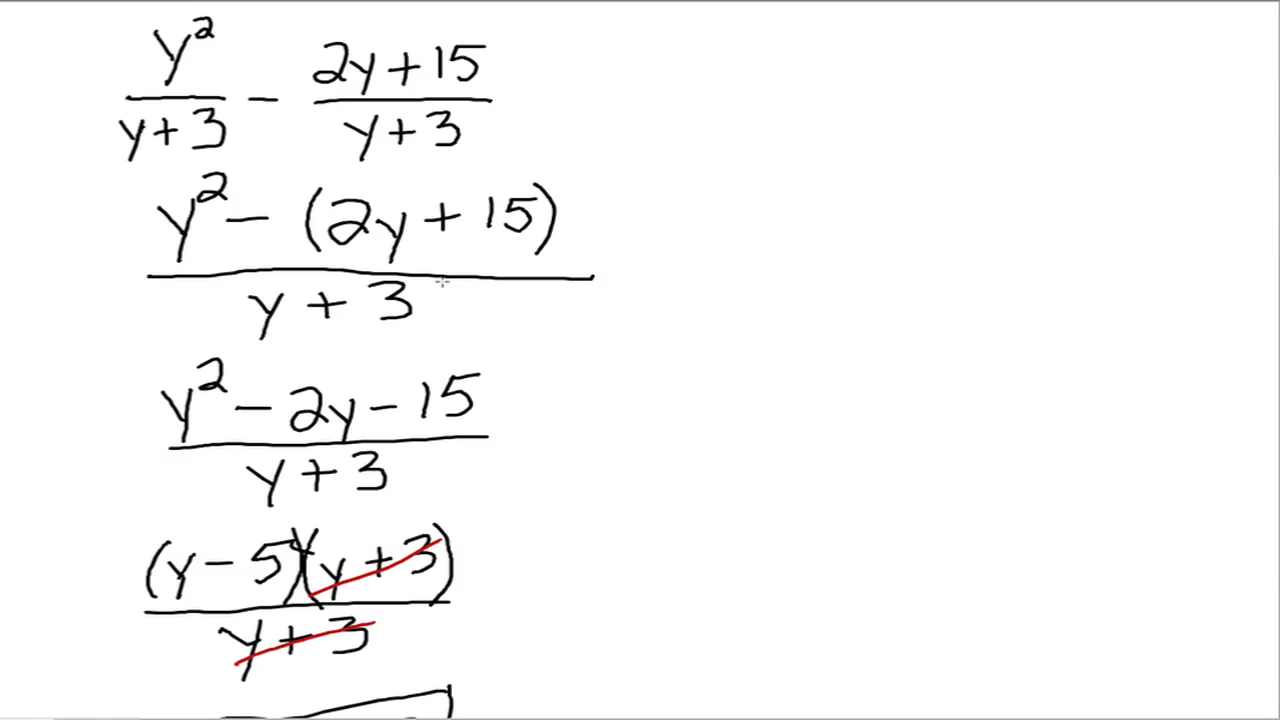 y² / (y+3) - (2y+15) / (y+3)
y² - (2y+15) / (y+3)
y² - 2y - 15 / (y+3)
(y-5)(y+3) / (y+3)